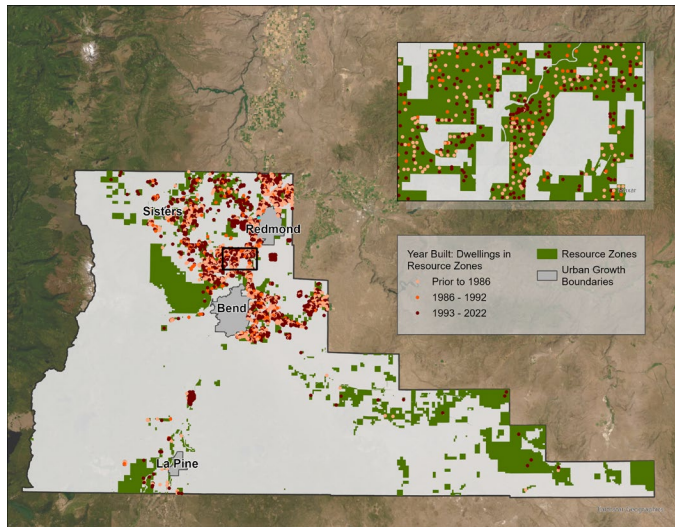 Sisters
Redmond
Bend
La Pine
Year Built: Dwellings in
Resource Zones
Prior to 1986
1986 - 1992
1993 - 2022
Resource Zones
Urban Growth
Boundaries